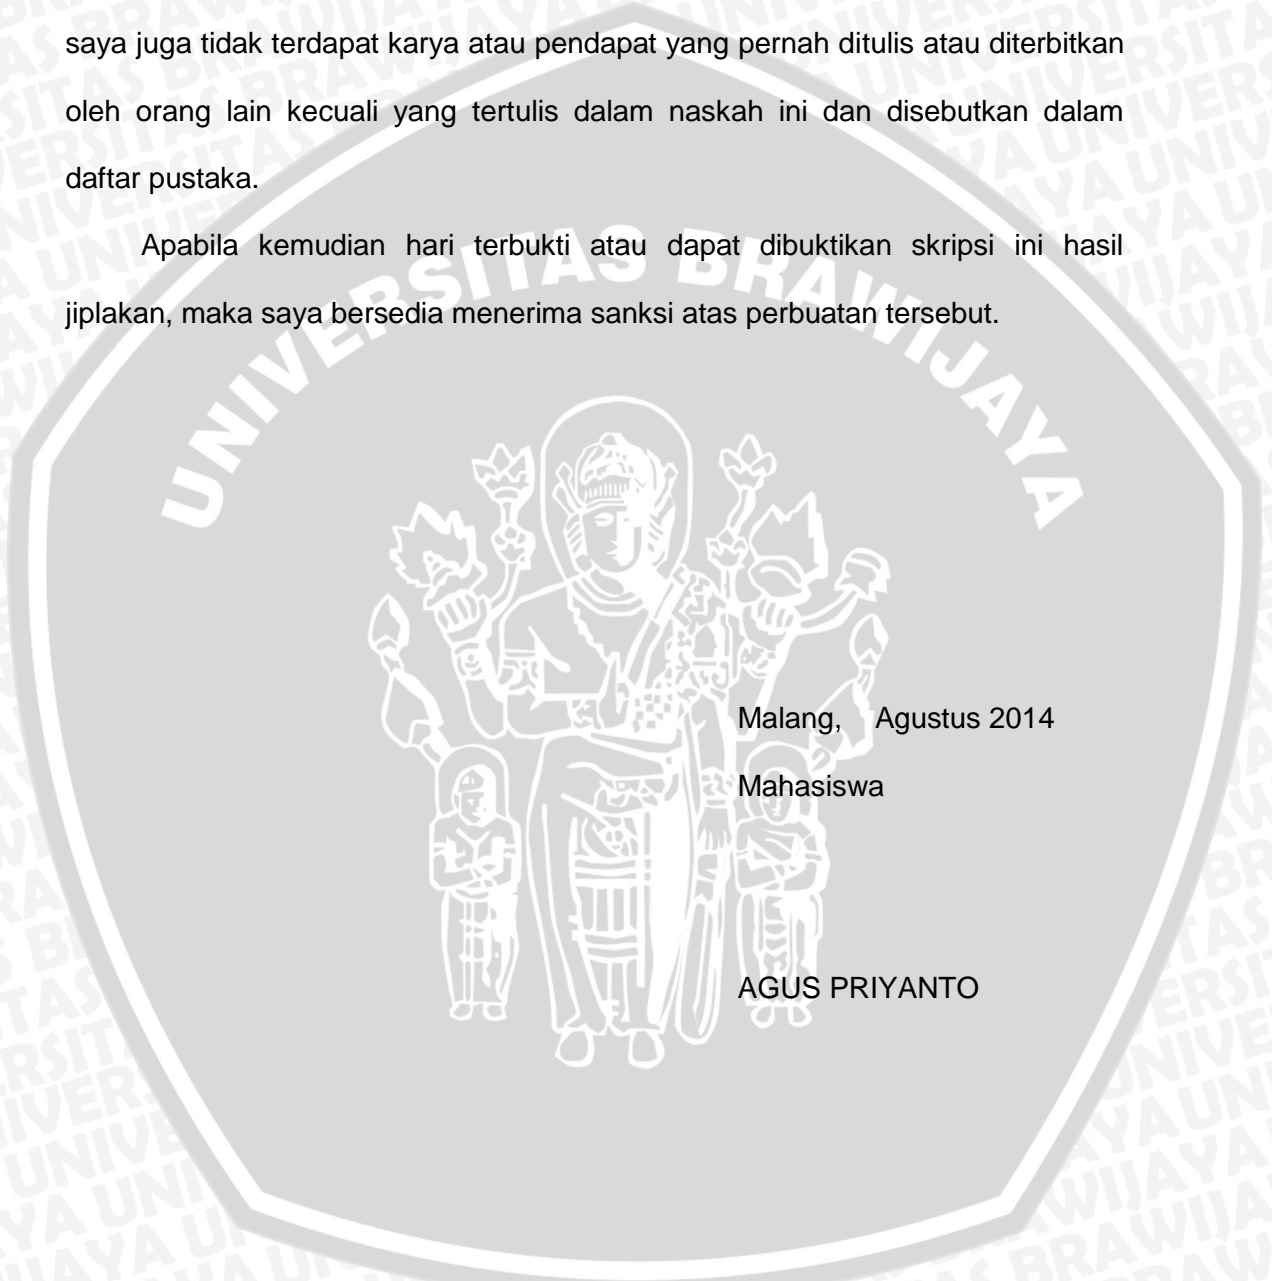 saya juga tidak terdapat karya atau pendapat yang pernah ditulis atau diterbitkan
oleh orang lain kecuali yang tertulis dalam naskah ini dan disebutkan dalam
daftar pustaka.
Apabila kemudian hari terbukti atau dapat dibuktikan skripsi ini hasil
jiplakan, maka saya bersedia menerima sanksi atas perbuatan tersebut.
UNIVERSITAS BRAWIJAYA
Malang, Agustus 2014
Mahasiswa
AGUS PRIYANTO